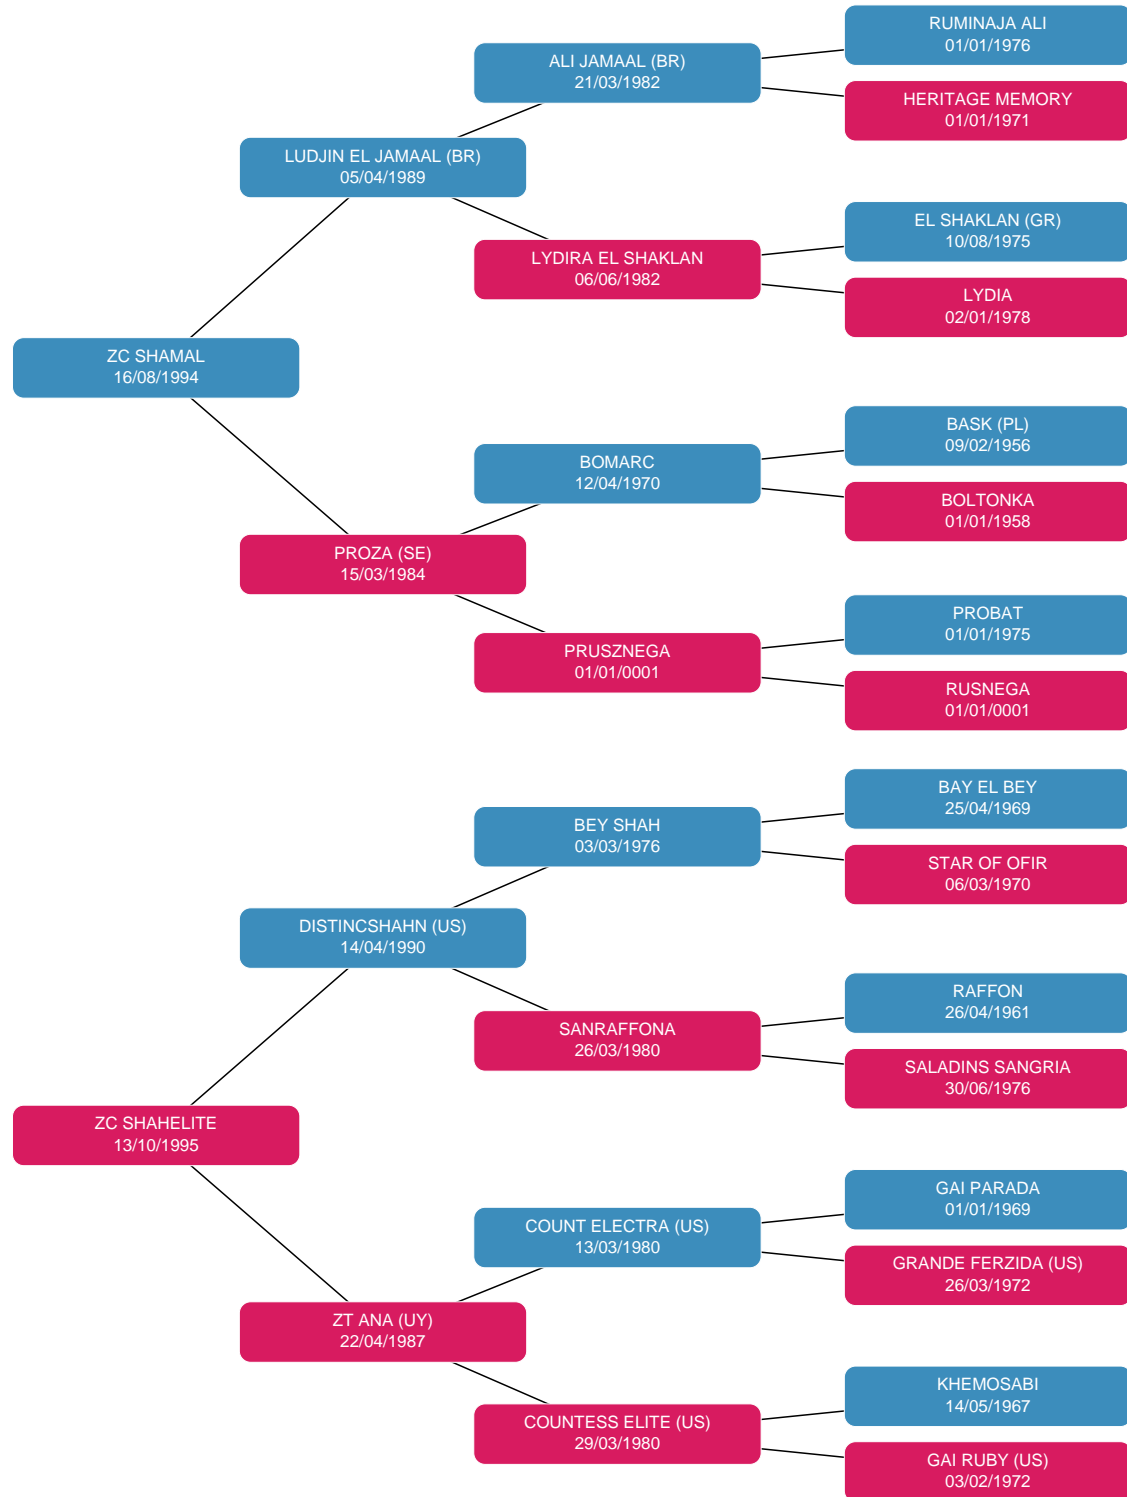 RUMINAJA ALI
01/01/1976
ALI JAMAAL (BR)
21/03/1982
HERITAGE MEMORY
01/01/1971
LUDJIN EL JAMAAL (BR)
05/04/1989
EL SHAKLAN (GR)
10/08/1975
LYDIRA EL SHAKLAN
06/06/1982
LYDIA
02/01/1978
ZC SHAMAL
16/08/1994
BASK (PL)
09/02/1956
BOMARC
12/04/1970
BOLTONKA
01/01/1958
PROZA (SE)
15/03/1984
PROBAT
01/01/1975
PRUSZNEGA
01/01/0001
RUSNEGA
01/01/0001
BAY EL BEY
25/04/1969
BEY SHAH
03/03/1976
STAR OF OFIR
06/03/1970
DISTINCSHAHN (US)
14/04/1990
RAFFON
26/04/1961
SANRAFFONA
26/03/1980
SALADINS SANGRIA
30/06/1976
ZC SHAHELITE
13/10/1995
GAI PARADA
01/01/1969
COUNT ELECTRA (US)
13/03/1980
GRANDE FERZIDA (US)
26/03/1972
ZT ANA (UY)
22/04/1987
KHEMOSABI
14/05/1967
COUNTESS ELITE (US)
29/03/1980
GAI RUBY (US)
03/02/1972